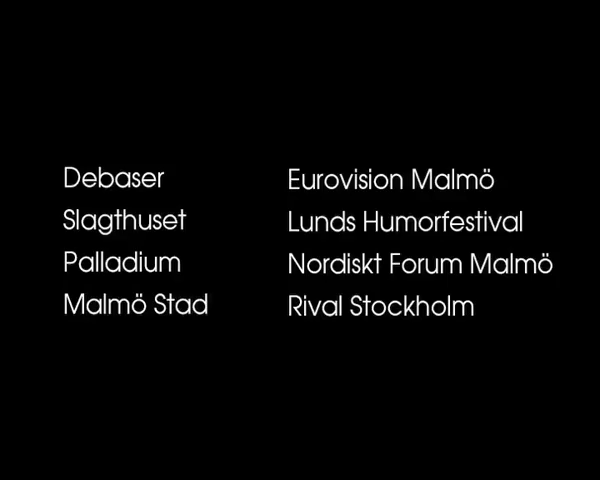 Debaser
Slagthuset
Palladium
Malmö Stad
Eurovision Malmö
Lunds Humorfestival
Nordiskt Forum Malmö
Rival Stockholm